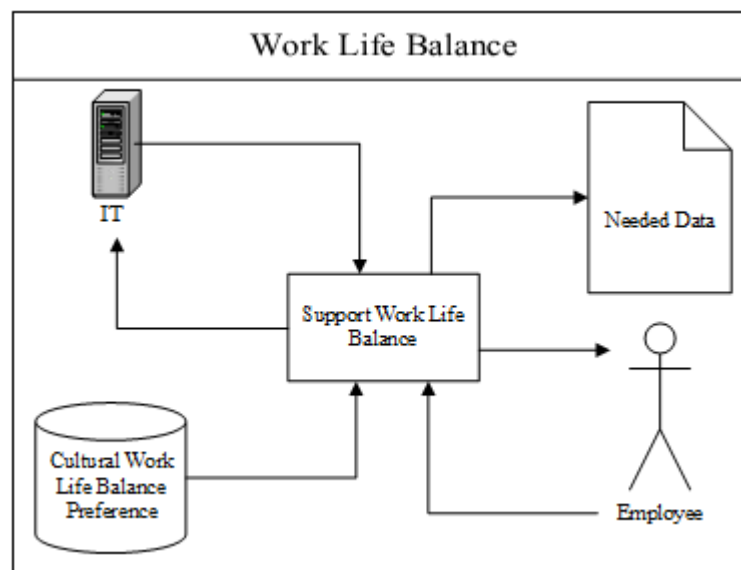 Work Life Balance
IT
Needed Data
Support Work Life
Balance
Cultural Work
Life Balance
Preference
Employee